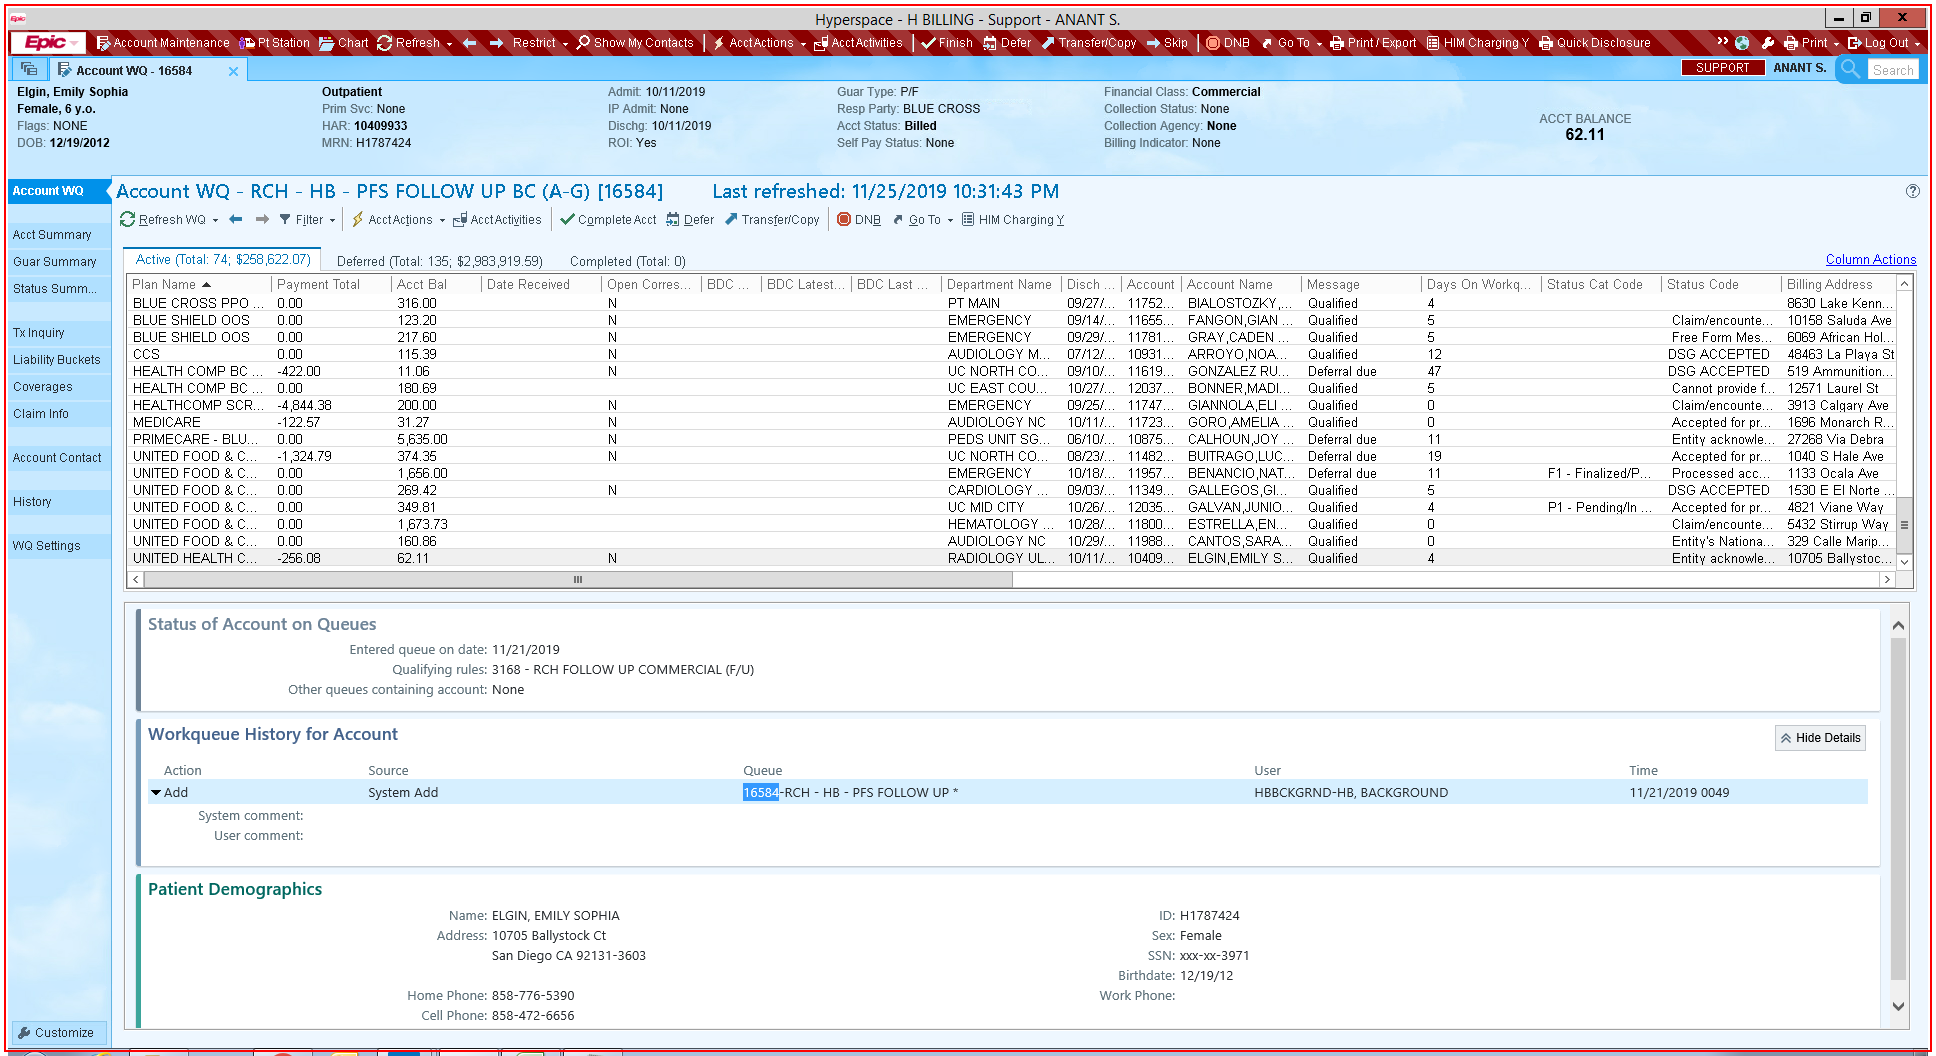 Epic Hyperspace - H BILLING - Support - ANANT S.
Epic Account Maintenance Pt Station Chart Refresh Restrict Show My Contacts AcctActions AcctActivities Finish Defer Transfer/Copy Skip DNB Go To Print / Export HIM Charging Y Quick Disclosure Print Log Out
Account WQ - 16584 SUPPORT ANANT S. Search
Elgin, Emily Sophia Outpatient Admit: 10/11/2019 Guar Type: P/F Financial Class: Commercial
Female, 6 y.o. Prim Svc: None IP Admit: None Resp Party: BLUE CROSS Collection Status: None ACCT BALANCE
Flags: NONE HAR: 10409933 Dischg: 10/11/2019 Acct Status: Billed Collection Agency: None 62.11
DOB: 12/19/2012 MRN: H1787424 ROI: Yes Self Pay Status: None Billing Indicator: None
Account WQ
Acct Summary
Guar Summary
Status Summ...
Tx Inquiry
Liability Buckets
Coverages
Claim Info
Account Contact
History
WQ Settings
Customize
Account WQ - RCH - HB - PFS FOLLOW UP BC (A-G) [16584] Last refreshed: 11/25/2019 10:31:43 PM
Refresh WQ Filter AcctActions AcctActivities Complete Acct Defer Transfer/Copy DNB Go To HIM Charging Y
Active (Total: 74; $258,622.07) Deferred (Total: 135; $2,983,919.59) Completed (Total: 0) Column Actions
Plan Name Payment Total Acct Bal Date Received Open Corres... BDC ... BDC Latest... BDC Last ... Department Name Disch ... Account Account Name Message Days On Workq... Status Cat Code Status Code Billing Address
BLUE CROSS PPO ... 0.00 316.00 N PT MAIN 09/27/... 11752... BIALOSTOZKY,... Qualified 4 8630 Lake Kenn...
BLUE SHIELD OOS 0.00 123.20 N EMERGENCY 09/14/... 11655... FANGON,GIAN ... Qualified 5 Claim/encounte... 10158 Saluda Ave
BLUE SHIELD OOS 0.00 217.60 N EMERGENCY 09/29/... 11781... GRAY,CADEN ... Qualified 5 Free Form Mes... 6069 African Hol...
CCS 0.00 115.39 N AUDIOLOGY M... 07/12/... 10931... ARROYO,NOA... Qualified 12 DSG ACCEPTED 48463 La Playa St
HEALTH COMP BC ... -422.00 11.06 N UC NORTH CO... 09/10/... 11619... GONZALEZ RU... Deferral due 47 DSG ACCEPTED 519 Ammunition...
HEALTH COMP BC ... 0.00 180.69 N UC EAST COU... 10/27/... 12037... BONNER,MADI... Qualified 5 Cannot provide f... 12571 Laurel St
HEALTHCOMP SCR... -4,844.38 200.00 N EMERGENCY 09/25/... 11747... GIANNOLA,ELI ... Qualified 0 Claim/encounte... 3913 Calgary Ave
MEDICARE -122.57 31.27 N AUDIOLOGY NC 10/11/... 11723... GORO,AMELIA ... Qualified 0 Accepted for pr... 1696 Monarch R...
PRIMECARE - BLU... 0.00 5,635.00 N PEDS UNIT SG... 06/10/... 10875... CALHOUN,JOY ... Deferral due 11 Entity acknowle... 27268 Via Debra
UNITED FOOD & C... -1,324.79 374.35 N UC NORTH CO... 08/23/... 11482... BUITRAGO,LUC... Deferral due 19 Accepted for pr... 1040 S Hale Ave
UNITED FOOD & C... 0.00 1,656.00 EMERGENCY 10/18/... 11957... BENANCIO,NAT... Deferral due 11 F1 - Finalized/P... Processed acc... 1133 Ocala Ave
UNITED FOOD & C... 0.00 269.42 N CARDIOLOGY ... 09/03/... 11349... GALLEGOS,GI... Qualified 5 DSG ACCEPTED 1530 E El Norte ...
UNITED FOOD & C... 0.00 349.81 UC MID CITY 10/26/... 12035... GALVAN,JUNIO... Qualified 4 P1 - Pending/In ... Accepted for pr... 4821 Viane Way
UNITED FOOD & C... 0.00 1,673.73 HEMATOLOGY ... 10/28/... 11800... ESTRELLA,EN... Qualified 0 Claim/encounte... 5432 Stirrup Way
UNITED FOOD & C... 0.00 160.86 AUDIOLOGY NC 10/29/... 11988... CANTOS,SARA... Qualified 0 Entity's Nationa... 329 Calle Marip...
UNITED HEALTH C... -256.08 62.11 N RADIOLOGY UL... 10/11/... 10409... ELGIN,EMILY S... Qualified 4 Entity acknowle... 10705 Ballystoc...
Status of Account on Queues
Entered queue on date: 11/21/2019
Qualifying rules: 3168 - RCH FOLLOW UP COMMERCIAL (F/U)
Other queues containing account: None
Workqueue History for Account Hide Details
Action Source Queue User Time
Add System Add 16584-RCH - HB - PFS FOLLOW UP * HBBCKGRND-HB, BACKGROUND 11/21/2019 0049
System comment:
User comment:
Patient Demographics
Name: ELGIN, EMILY SOPHIA ID: H1787424
Address: 10705 Ballystock Ct Sex: Female
San Diego CA 92131-3603 SSN: xxx-xx-3971
Birthdate: 12/19/12
Home Phone: 858-776-5390 Work Phone:
Cell Phone: 858-472-6656